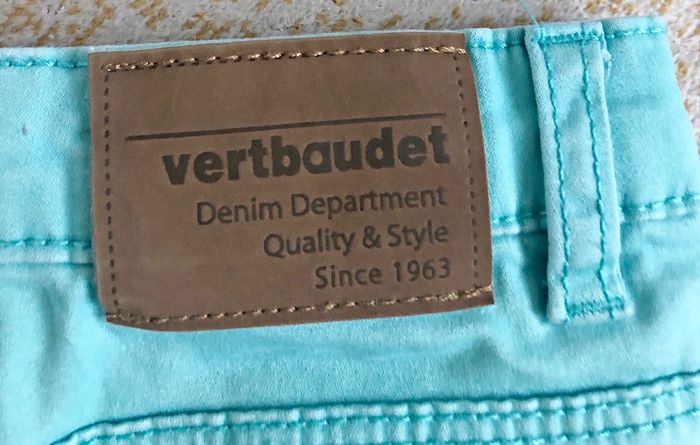 vertbaudet
Denim Department
Quality & Style
Since 1963